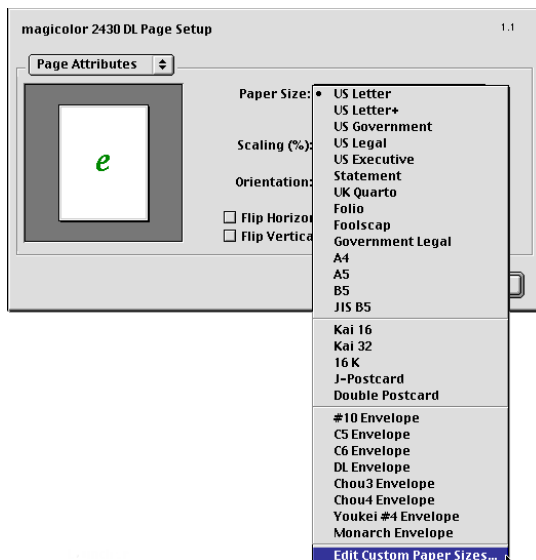 magicolor 2430 DL Page Setup
1.1
Page Attributes
Paper Size:
• US Letter
US Letter+
US Government
Scaling (%):
US Legal
US Executive
Orientation:
Statement
UK Quarto
Folio
Flip Horizor
Foolscap
Flip Vertica
Government Legal
A4
A5
B5
JIS B5
Kai 16
Kai 32
16 K
J-Postcard
Double Postcard
#10 Envelope
C5 Envelope
C6 Envelope
DL Envelope
Chou3 Envelope
Chou4 Envelope
Youkei #4 Envelope
Monarch Envelope
Edit Custom Paper Sizes...
e